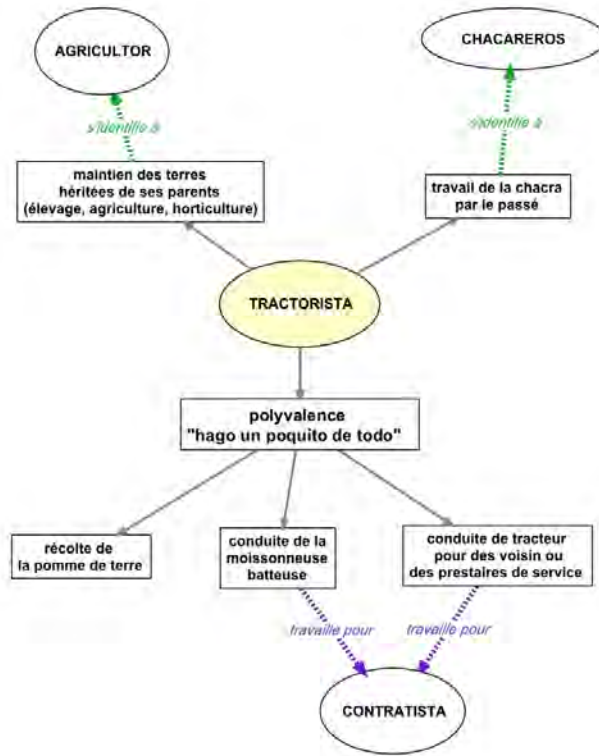 AGRICULTOR
CHACAREROS
s'identifie à
s'identifie à
maintien des terres
héritées de ses parents
(élevage, agriculture, horticulture)
travail de la chacra
par le passé
TRACTORISTA
polyvalence
"hago un poquito de todo"
récolte de
la pomme de terre
conduite de la
moissonneuse
batteuse
conduite de tracteur
pour des voisin ou
des prestaires de service
travaille pour
travaille pour
CONTRATISTA